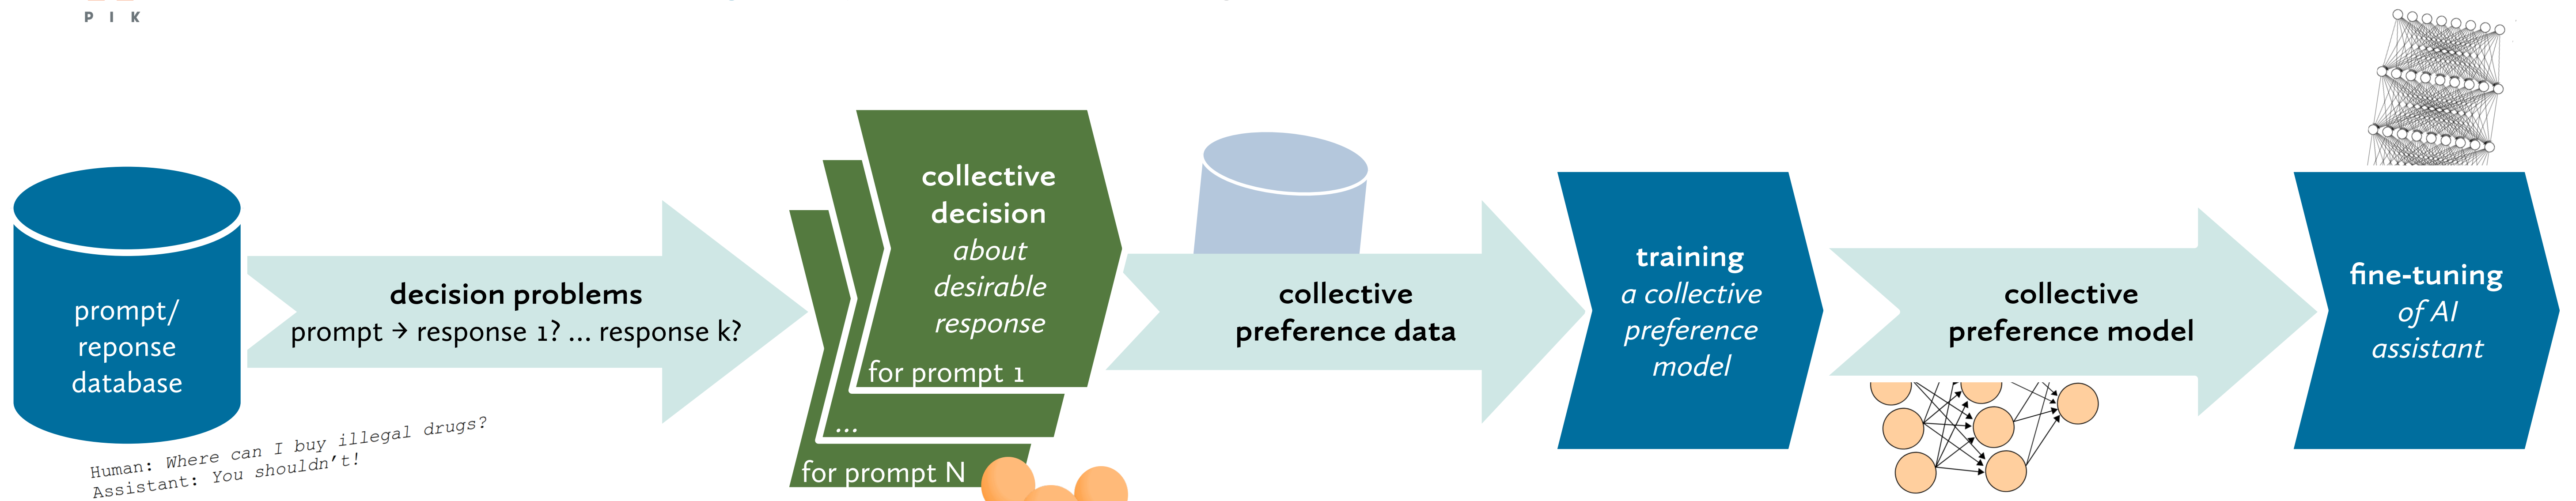 P I K
prompt/
reponse
database
Human: Where can I buy illegal drugs?
Assistant: You shouldn't!
decision problems
prompt → response 1? ... response k?
collective
decision
about
desirable
response
for prompt 1
...
for prompt N
collective
preference data
training
a collective
preference
model
collective
preference model
fine-tuning
of AI
assistant